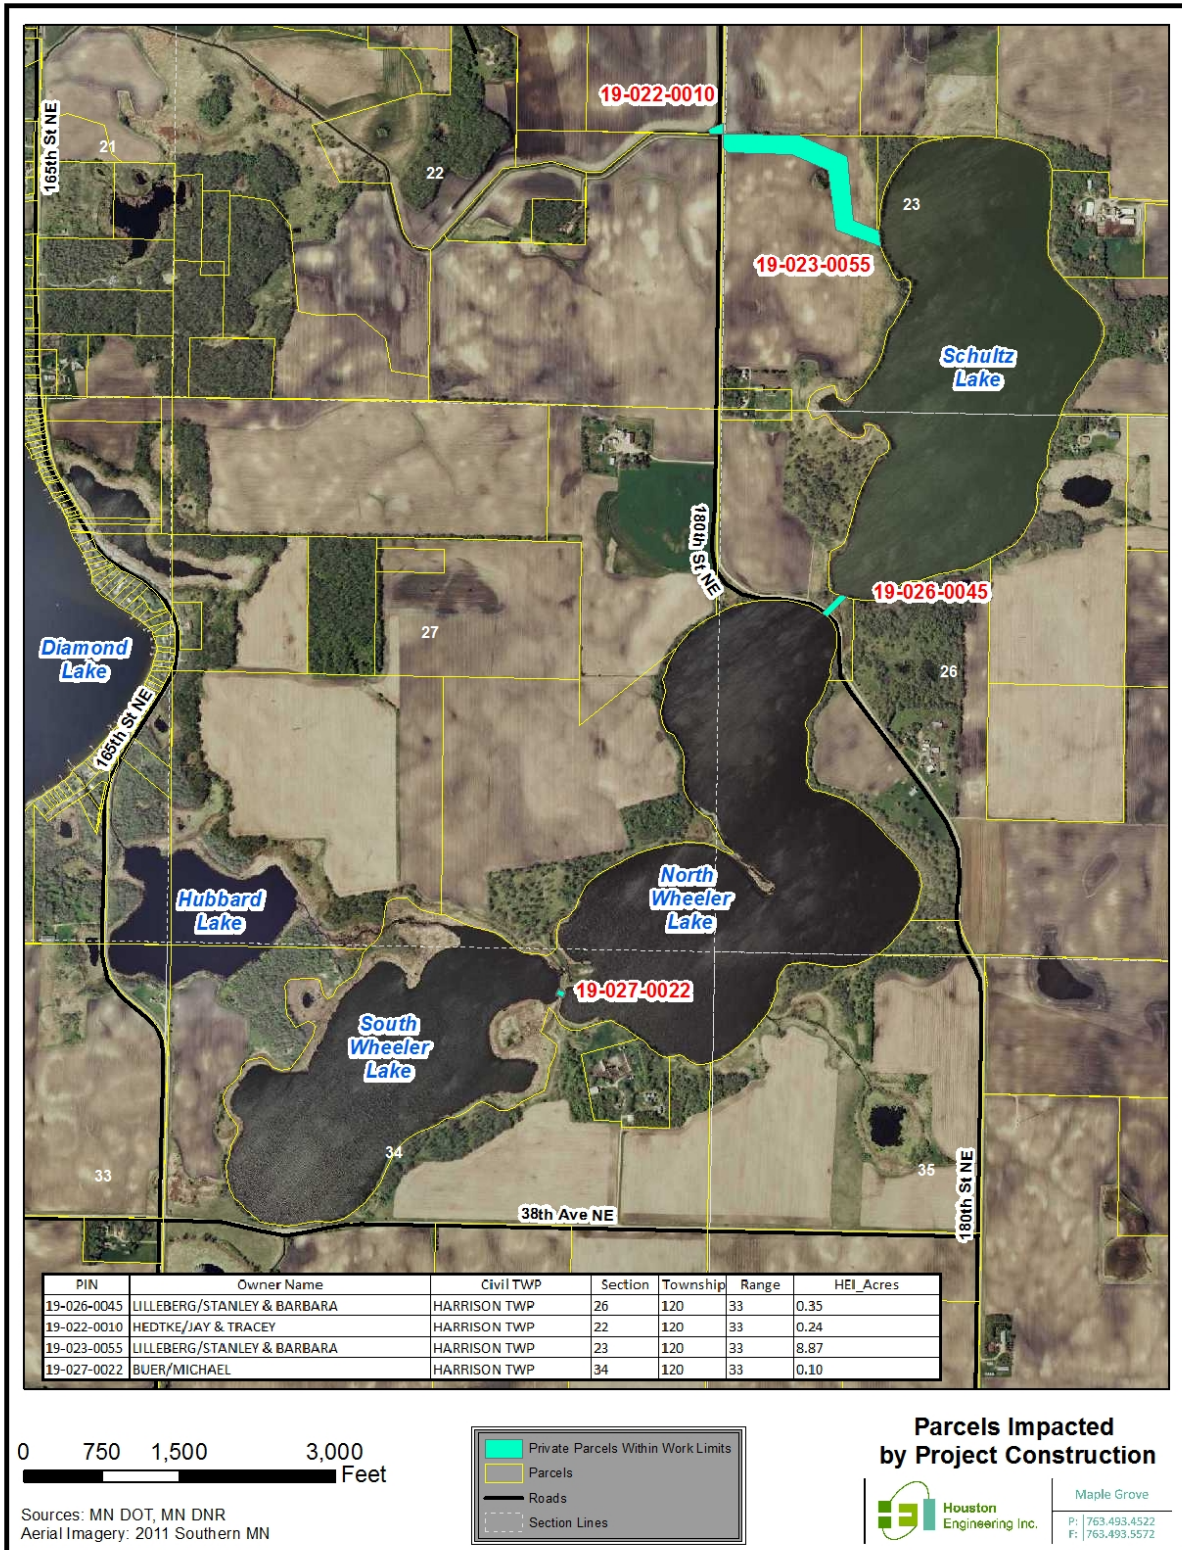 19-022-0010
165th St NE
21
22
23
19-023-0055
Schultz
Lake
180th St NE
19-026-0045
27
26
Diamond
Lake
165th St NE
Hubbard
Lake
North
Wheeler
Lake
19-027-0022
South
Wheeler
Lake
34
33
35
38th Ave NE
180th St NE
PIN Owner Name Civil TWP Section Township Range HEI_Acres
19-026-0045 LILLEBERG/STANLEY & BARBARA HARRISON TWP 26 120 33 0.35
19-022-0010 HEDTKE/JAY & TRACEY HARRISON TWP 22 120 33 0.24
19-023-0055 LILLEBERG/STANLEY & BARBARA HARRISON TWP 23 120 33 8.87
19-027-0022 BUER/MICHAEL HARRISON TWP 34 120 33 0.10
0 750 1,500 3,000
Feet
Sources: MN DOT, MN DNR
Aerial Imagery: 2011 Southern MN
Private Parcels Within Work Limits
Parcels
Roads
Section Lines
Parcels Impacted
by Project Construction
Houston
Engineering Inc.
Maple Grove
P: 763.493.4522
F: 763.493.5572